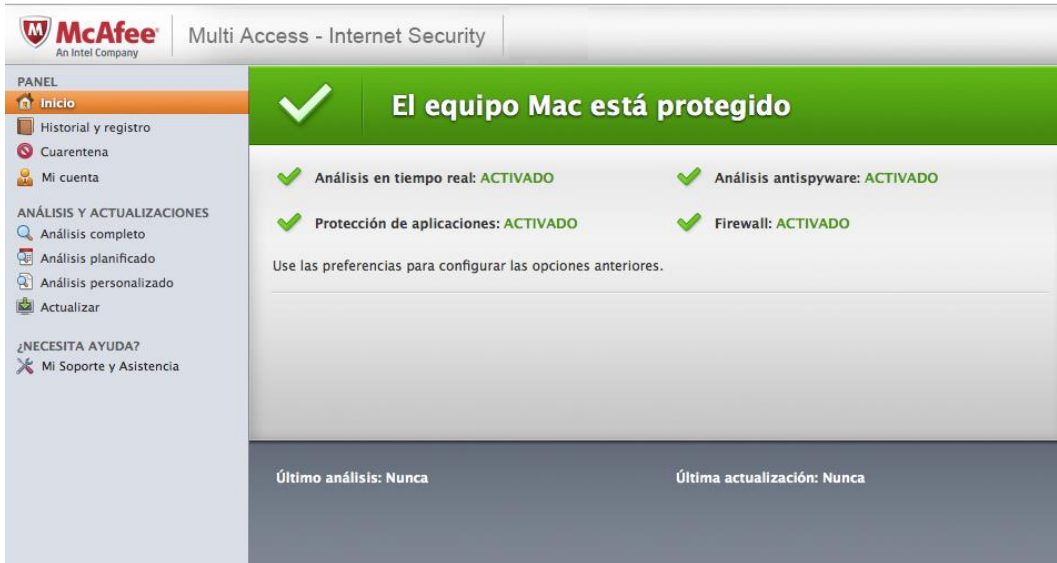 McAfee
An Intel Company
Multi Access - Internet Security
PANEL
Inicio
Historial y registro
Cuarentena
Mi cuenta
ANÁLISIS Y ACTUALIZACIONES
Análisis completo
Análisis planificado
Análisis personalizado
Actualizar
¿NECESITA AYUDA?
Mi Soporte y Asistencia
El equipo Mac está protegido
Análisis en tiempo real: ACTIVADO
Análisis antispyware: ACTIVADO
Protección de aplicaciones: ACTIVADO
Firewall: ACTIVADO
Use las preferencias para configurar las opciones anteriores.
Último análisis: Nunca
Última actualización: Nunca